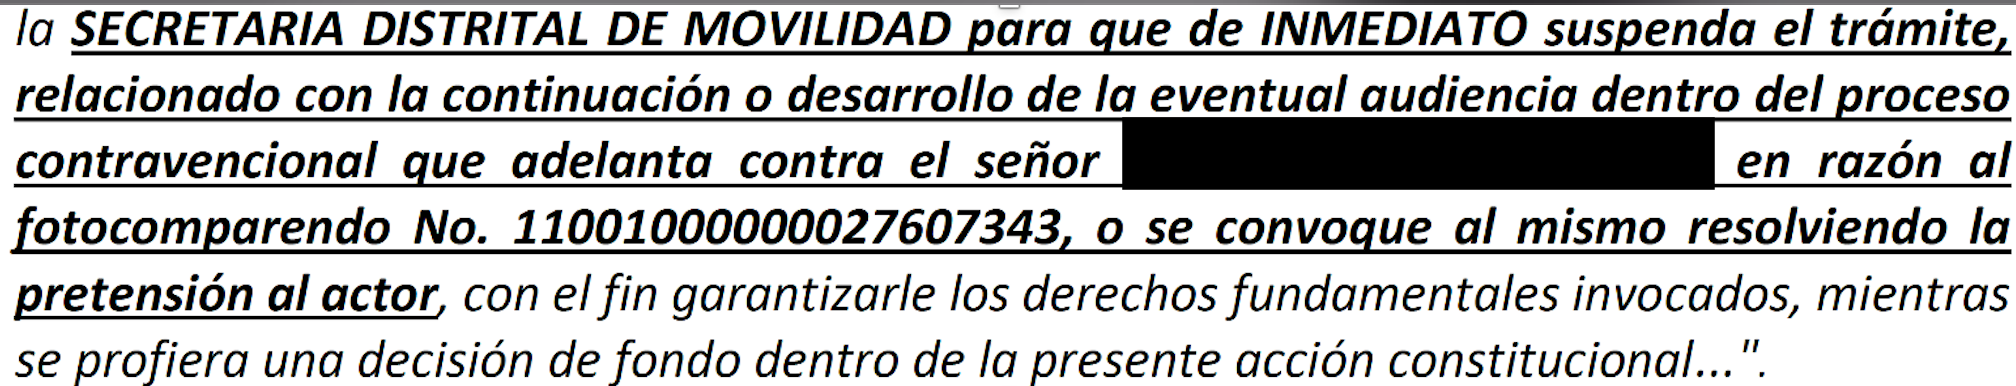 la SECRETARIA DISTRITAL DE MOVILIDAD para que de INMEDIATO suspenda el trámite,
relacionado con la continuación o desarrollo de la eventual audiencia dentro del proceso
contravencional que adelanta contra el señor en razón al
fotocomparendo No. 11001000000027607343, o se convoque al mismo resolviendo la
pretensión al actor, con el fin garantizarle los derechos fundamentales invocados, mientras
se profiera una decisión de fondo dentro de la presente acción constitucional...".